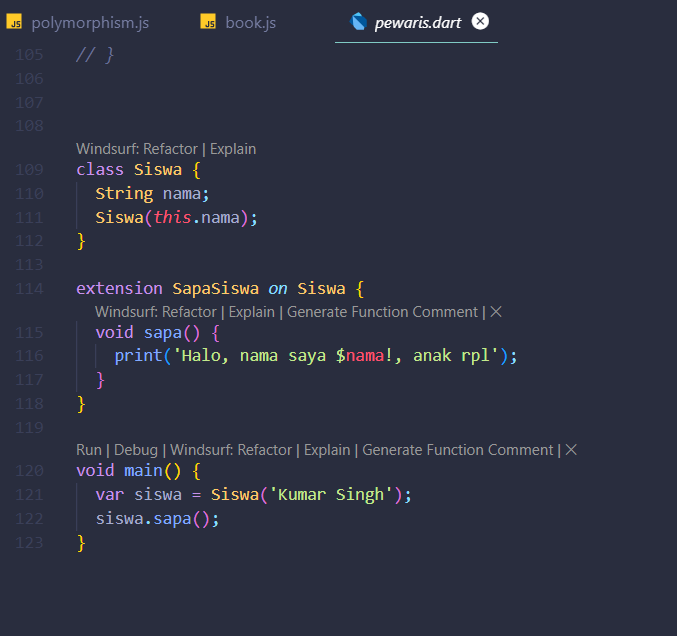 JS polymorphism.js JS book.js pewaris.dart
105 // }
106
107
108
Windsurf: Refactor | Explain
109 class Siswa {
110 String nama;
111 Siswa(this.nama);
112 }
113
114 extension SapaSiswa on Siswa {
Windsurf: Refactor | Explain | Generate Function Comment | ×
115 void sapa() {
116 print('Halo, nama saya $nama!, anak rpl');
117 }
118 }
119
Run | Debug | Windsurf: Refactor | Explain | Generate Function Comment | ×
120 void main() {
121 var siswa = Siswa('Kumar Singh');
122 siswa.sapa();
123 }